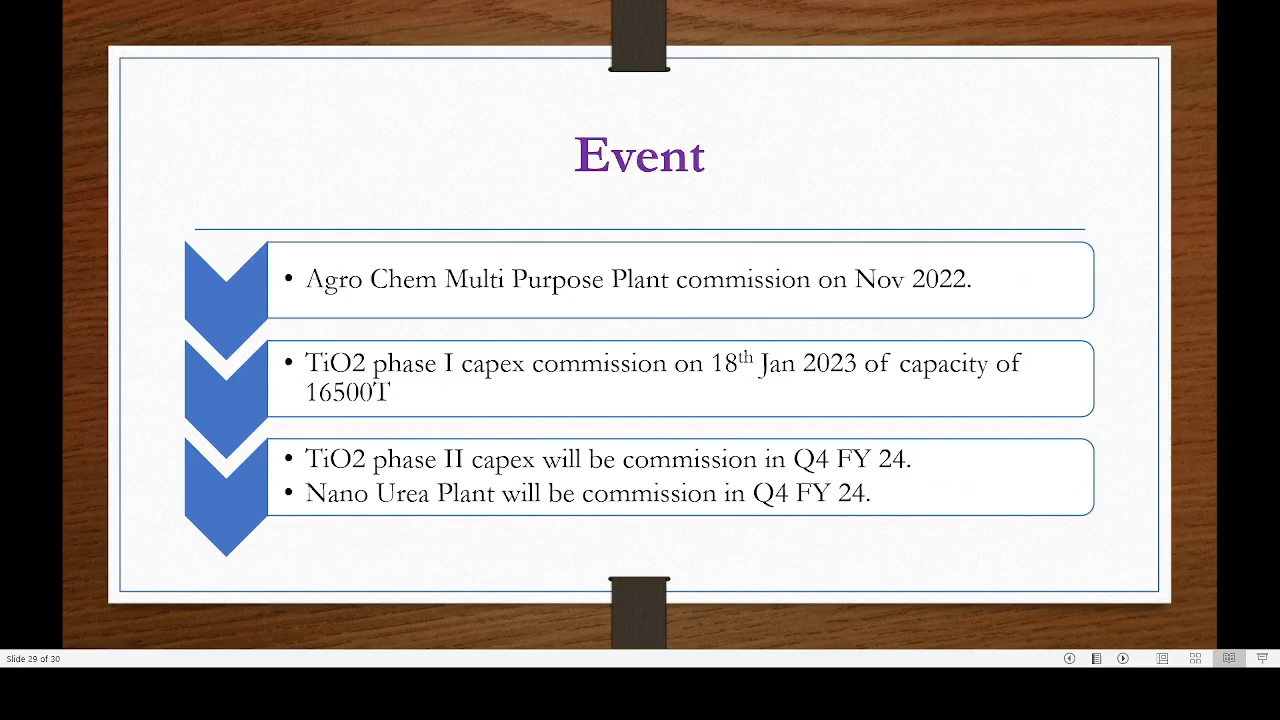 Event
• Agro Chem Multi Purpose Plant commission on Nov 2022.
• TiO2 phase I capex commission on 18th Jan 2023 of capacity of
16500T
• TiO2 phase II capex will be commission in Q4 FY 24.
• Nano Urea Plant will be commission in Q4 FY 24.
Slide 29 of 30